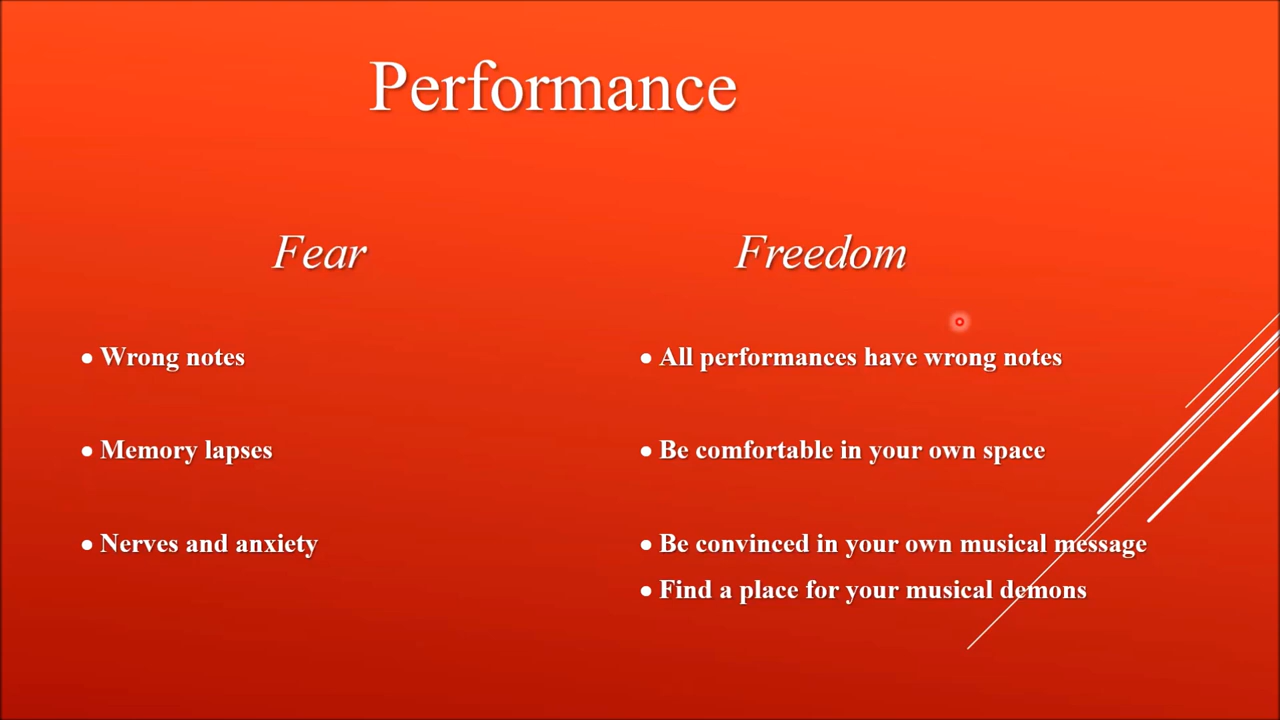 Performance
Fear
• Wrong notes
• Memory lapses
• Nerves and anxiety
Freedom
• All performances have wrong notes
• Be comfortable in your own space
• Be convinced in your own musical message
• Find a place for your musical demons